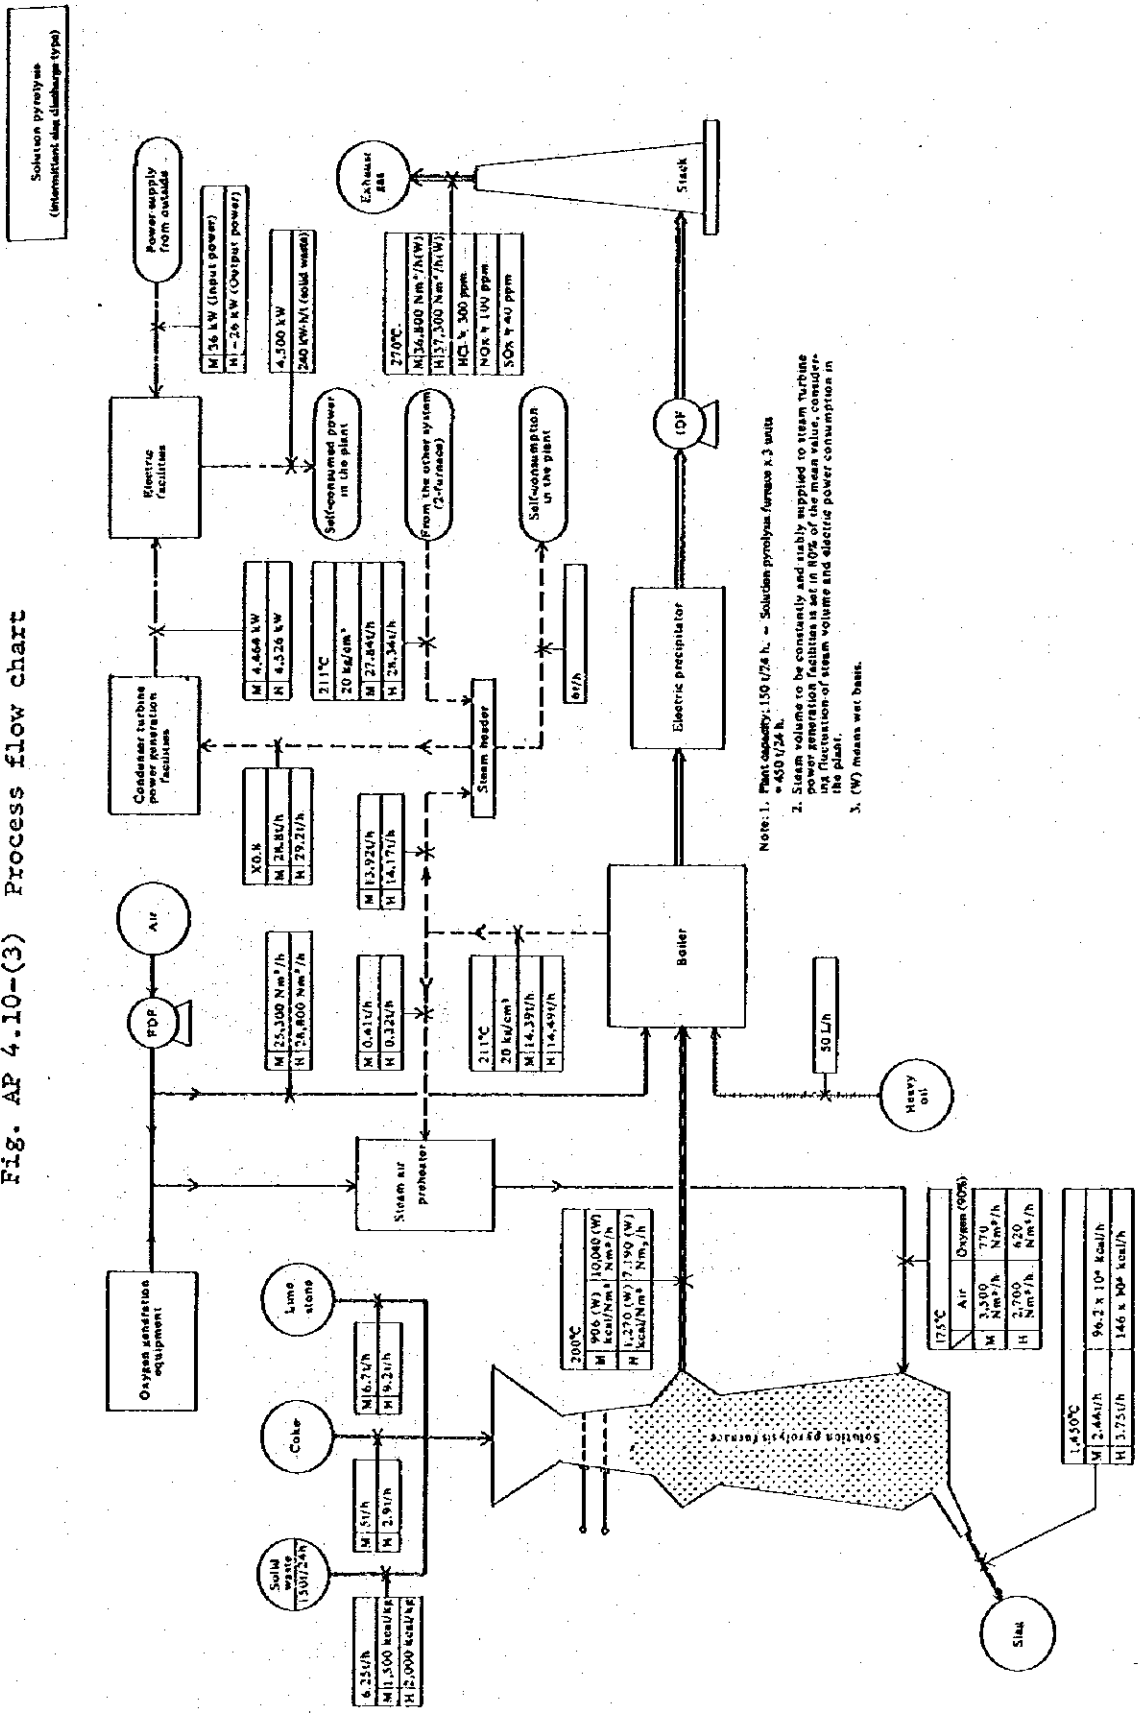 Fig. AP 4.10-(3) Process flow chart
Solution pyrolysis
(intermittent slag discharge type)
Oxygen generation
equipment
FDF
Air
Condenser turbine
power generation
facilities
M 4,464 kW
H 4,526 kW
Electric
facilities
Power supply
from outside
M 36 kW (Input power)
H -26 kW (Output power)
4,500 kW
240 kW·h/t (solid waste)
Self-consumed power
in the plant
X0.8
M 28.8t/h
H 29.2t/h
M 25,300 Nm³/h
H 28,800 Nm³/h
211°C
20 kg/cm²
M 27.84t/h
H 28.34t/h
From the other system
(2-furnace)
M 13.92t/h
H 14.17t/h
M 0.41t/h
H 0.32t/h
Steam air
preheater
Steam header
Self-consumption
in the plant
6t/h
211°C
20 kg/cm²
M 14.39t/h
H 14.49t/h
270°C
M 36,800 Nm³/h(W)
H 37,300 Nm³/h(W)
HCl ≒ 300 ppm
NOx ≒ 100 ppm
SOx ≒ 40 ppm
Exhaust
gas
Stack
IDF
Electric precipitator
Boiler
50 L/h
Heavy
oil
Solid
waste
150t/24h
Coke
Lime
stone
6.25t/h
M 1,500 kcal/kg
H 2,000 kcal/kg
M 5t/h
H 2.9t/h
M 6.7t/h
H 9.2t/h
200°C
M 906 (W) kcal/Nm³ 10,040 (W) Nm³/h
H 1,270 (W) kcal/Nm³ 7,190 (W) Nm³/h
Solution pyrolysis furnace
175°C
Air Oxygen (90%)
M 3,500 Nm³/h 770 Nm³/h
H 2,700 Nm³/h 620 Nm³/h
1,450°C
M 2.44t/h 96.2 x 10⁴ kcal/h
H 3.75t/h 146 x 10⁴ kcal/h
Slag
Note: 1. Plant capacity: 150 t/24 h. - Solution pyrolysis furnace x 3 units
= 450 t/24 h.
2. Steam volume to be constantly and stably supplied to steam turbine
power generation facilities is set in 80% of the mean value, consider-
ing fluctuation of steam volume and electric power consumption in
the plant.
3. (W) means wet basis.